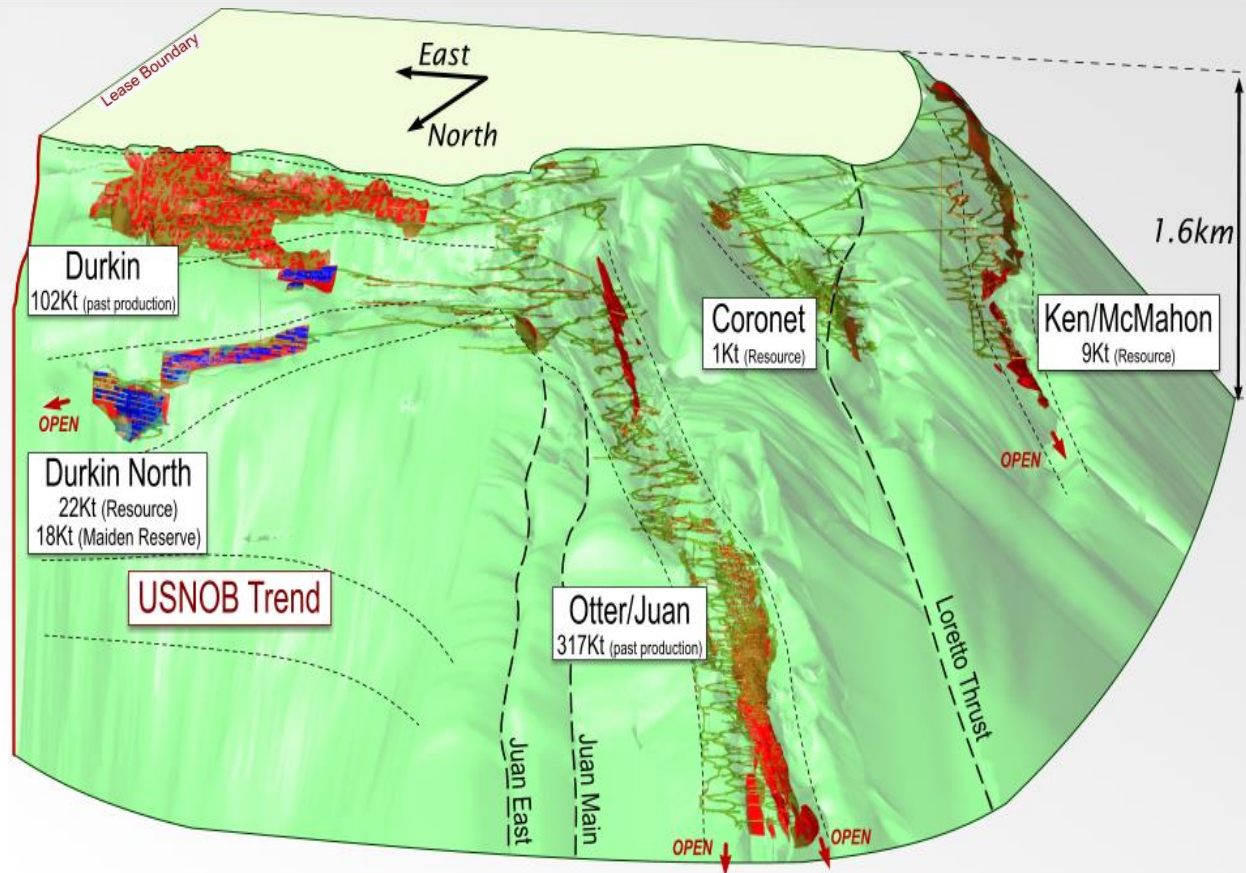 Lease Boundary
East
North
1.6km
Durkin
102Kt (past production)
Coronet
1Kt (Resource)
Ken/McMahon
9Kt (Resource)
OPEN
OPEN
Durkin North
22Kt (Resource)
18Kt (Maiden Reserve)
USNOB Trend
Otter/Juan
317Kt (past production)
Loretto Thrust
Juan East
Juan Main
OPEN
OPEN